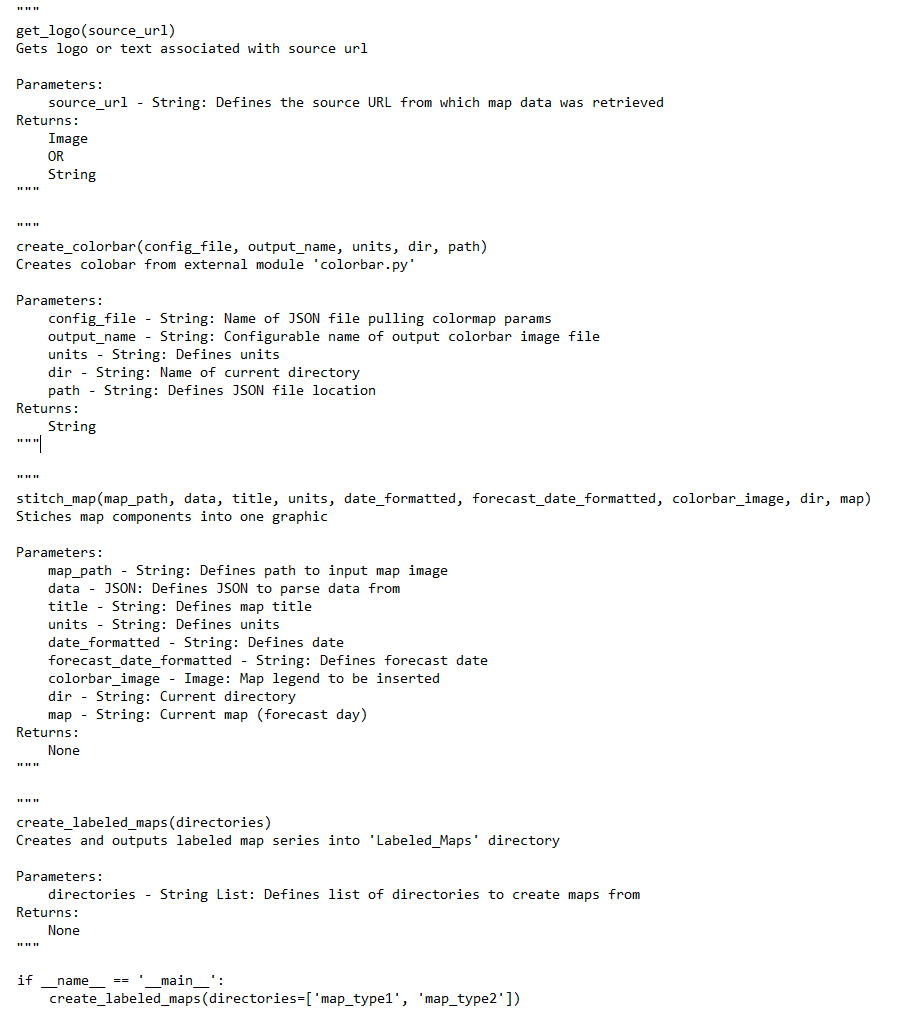 """
get_logo(source_url)
Gets logo or text associated with source url

Parameters:
    source_url - String: Defines the source URL from which map data was retrieved
Returns:
    Image
    OR
    String
"""

"""
create_colorbar(config_file, output_name, units, dir, path)
Creates colobar from external module 'colorbar.py'

Parameters:
    config_file - String: Name of JSON file pulling colormap params
    output_name - String: Configurable name of output colorbar image file
    units - String: Defines units
    dir - String: Name of current directory
    path - String: Defines JSON file location
Returns:
    String
"""

"""
stitch_map(map_path, data, title, units, date_formatted, forecast_date_formatted, colorbar_image, dir, map)
Stiches map components into one graphic

Parameters:
    map_path - String: Defines path to input map image
    data - JSON: Defines JSON to parse data from
    title - String: Defines map title
    units - String: Defines units
    date_formatted - String: Defines date
    forecast_date_formatted - String: Defines forecast date
    colorbar_image - Image: Map legend to be inserted
    dir - String: Current directory
    map - String: Current map (forecast day)
Returns:
    None
"""

"""
create_labeled_maps(directories)
Creates and outputs labeled map series into 'Labeled_Maps' directory

Parameters:
    directories - String List: Defines list of directories to create maps from
Returns:
    None
"""

if __name__ == '__main__':
    create_labeled_maps(directories=['map_type1', 'map_type2'])